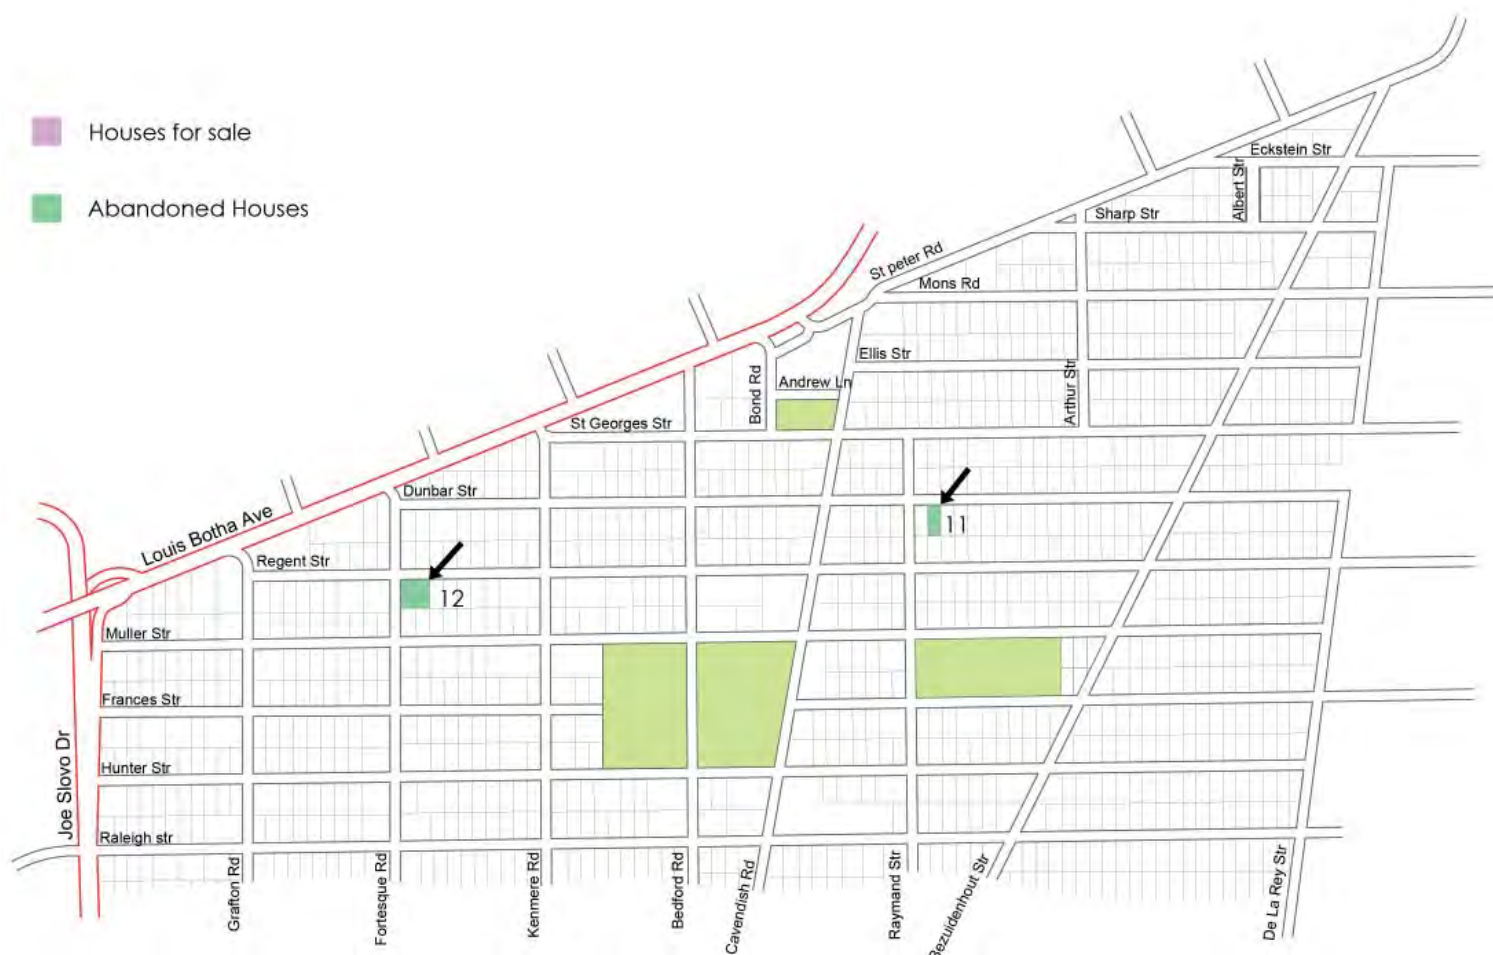 Houses for sale
Abandoned Houses
Eckstein Str
Albert Str
Sharp Str
St peter Rd
Mons Rd
Ellis Str
Arthur Str
Andrew Ln
Bond Rd
St Georges Str
Dunbar Str
Louis Botha Ave
11
Regent Str
12
Muller Str
Frances Str
Hunter Str
Joe Slovo Dr
Raleigh str
Grafton Rd
Fortesque Rd
Kenmere Rd
Bedford Rd
Cavendish Rd
Raymand Str
Bezuidenhout Str
De La Rey Str